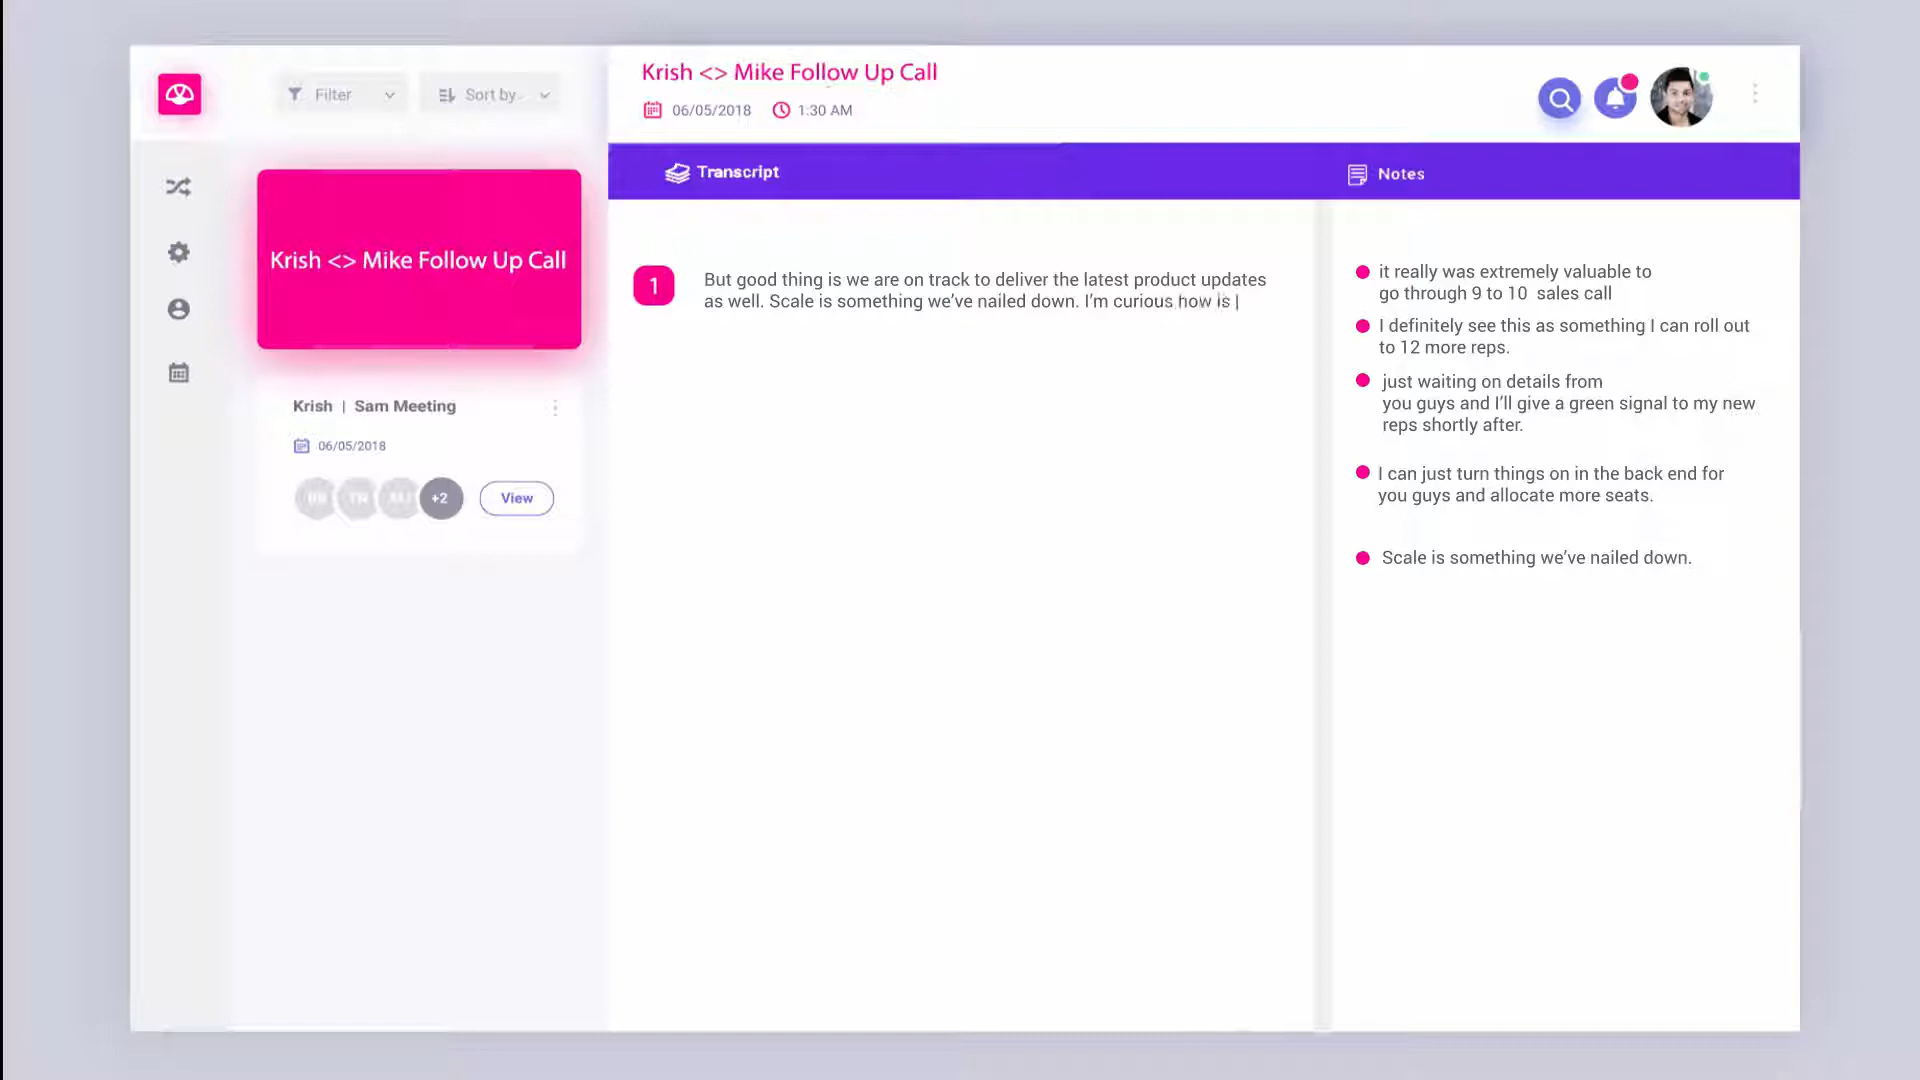 Filter
Sort by
Krish <> Mike Follow Up Call
06/05/2018
1:30 AM
Transcript
Notes
Krish <> Mike Follow Up Call
Krish | Sam Meeting
06/05/2018
+2
View
1
But good thing is we are on track to deliver the latest product updates
as well. Scale is something we’ve nailed down. I’m curious how is |
it really was extremely valuable to
go through 9 to 10 sales call
I definitely see this as something I can roll out
to 12 more reps.
just waiting on details from
you guys and I’ll give a green signal to my new
reps shortly after.
I can just turn things on in the back end for
you guys and allocate more seats.
Scale is something we’ve nailed down.